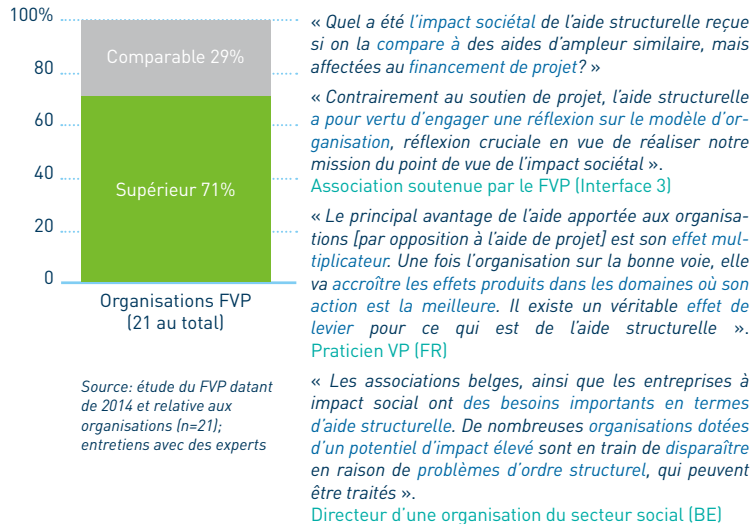 100%
80
60
40
20
0
Comparable 29%
Supérieur 71%
Organisations FVP
(21 au total)
Source: étude du FVP datant
de 2014 et relative aux
organisations (n=21);
entretiens avec des experts
« Quel a été l'impact sociétal de l'aide structurelle reçue
si on la compare à des aides d'ampleur similaire, mais
affectées au financement de projet? »
« Contrairement au soutien de projet, l'aide structurelle
a pour vertu d'engager une réflexion sur le modèle d'or-
ganisation, réflexion cruciale en vue de réaliser notre
mission du point de vue de l'impact sociétal ».
Association soutenue par le FVP (Interface 3)
« Le principal avantage de l'aide apportée aux organisa-
tions [par opposition à l'aide de projet] est son effet mul-
tiplicateur. Une fois l'organisation sur la bonne voie, elle
va accroître les effets produits dans les domaines où son
action est la meilleure. Il existe un véritable effet de
levier pour ce qui est de l'aide structurelle ».
Praticien VP (FR)
« Les associations belges, ainsi que les entreprises à
impact social ont des besoins importants en termes
d'aide structurelle. De nombreuses organisations dotées
d'un potentiel d'impact élevé sont en train de disparaître
en raison de problèmes d'ordre structurel, qui peuvent
être traités ».
Directeur d'une organisation du secteur social (BE)